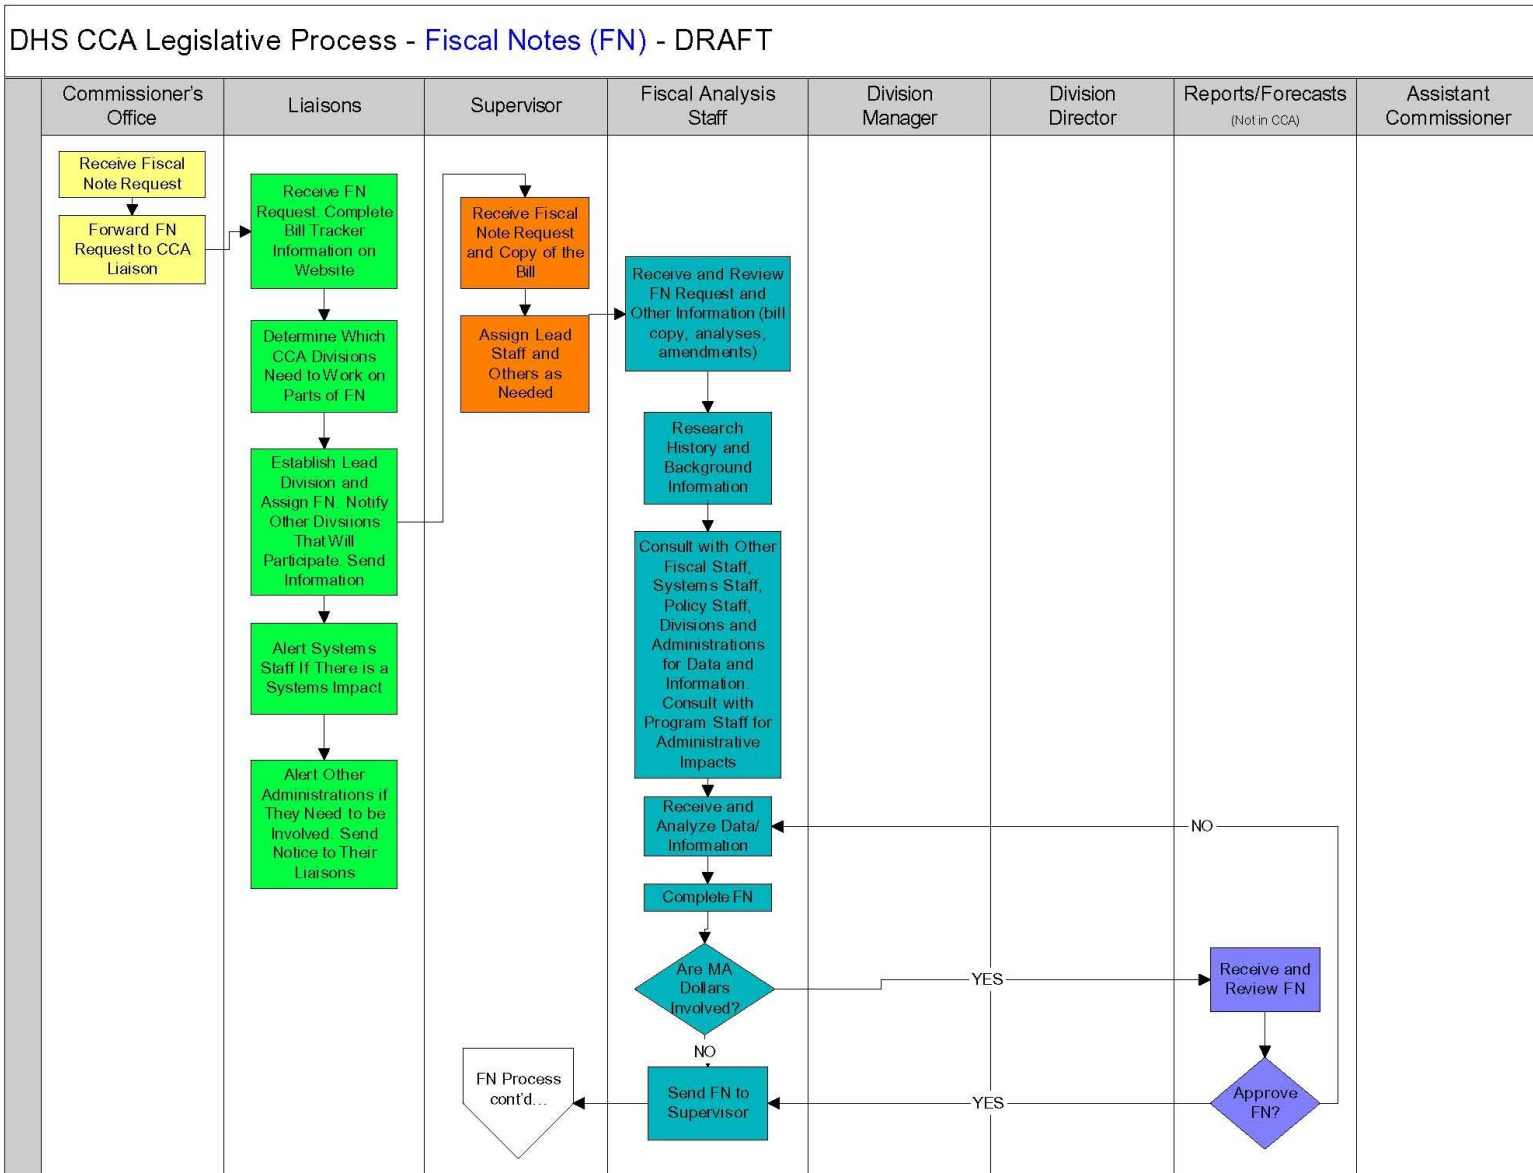 DHS CCA Legislative Process - Fiscal Notes (FN) - DRAFT
Commissioner's
Office
Liaisons
Supervisor
Fiscal Analysis
Staff
Division
Manager
Division
Director
Reports/Forecasts
(Not in CCA)
Assistant
Commissioner
Receive Fiscal
Note Request
Forward FN
Request to CCA
Liaison
Receive FN
Request. Complete
Bill Tracker
Information on
Website
Determine Which
CCA Divisions
Need to Work on
Parts of FN
Establish Lead
Division and
Assign FN. Notify
Other Divsiions
That Will
Participate. Send
Information
Alert Systems
Staff If There is a
Systems Impact
Alert Other
Administrations if
They Need to be
Involved. Send
Notice to Their
Liaisons
Receive Fiscal
Note Request
and Copy of the
Bill
Assign Lead
Staff and
Others as
Needed
Receive and Review
FN Request and
Other Information (bill
copy, analyses,
amendments)
Research
History and
Background
Information
Consult with Other
Fiscal Staff,
Systems Staff,
Policy Staff,
Divisions and
Administrations
for Data and
Information.
Consult with
Program Staff for
Administrative
Impacts
Receive and
Analyze Data/
Information
NO
Complete FN
Are MA
Dollars
Involved?
YES
Receive and
Review FN
NO
FN Process
cont'd...
Send FN to
Supervisor
YES
Approve
FN?